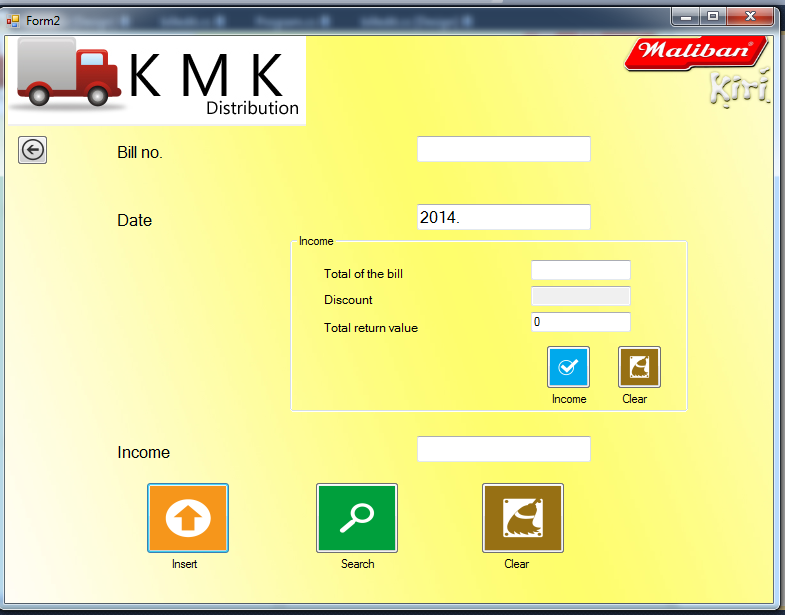 Form2
K M K
Distribution
Maliban
Kiri
Bill no.
Date
2014.
Income
Total of the bill
Discount
Total return value
0
Income
Clear
Income
Insert
Search
Clear